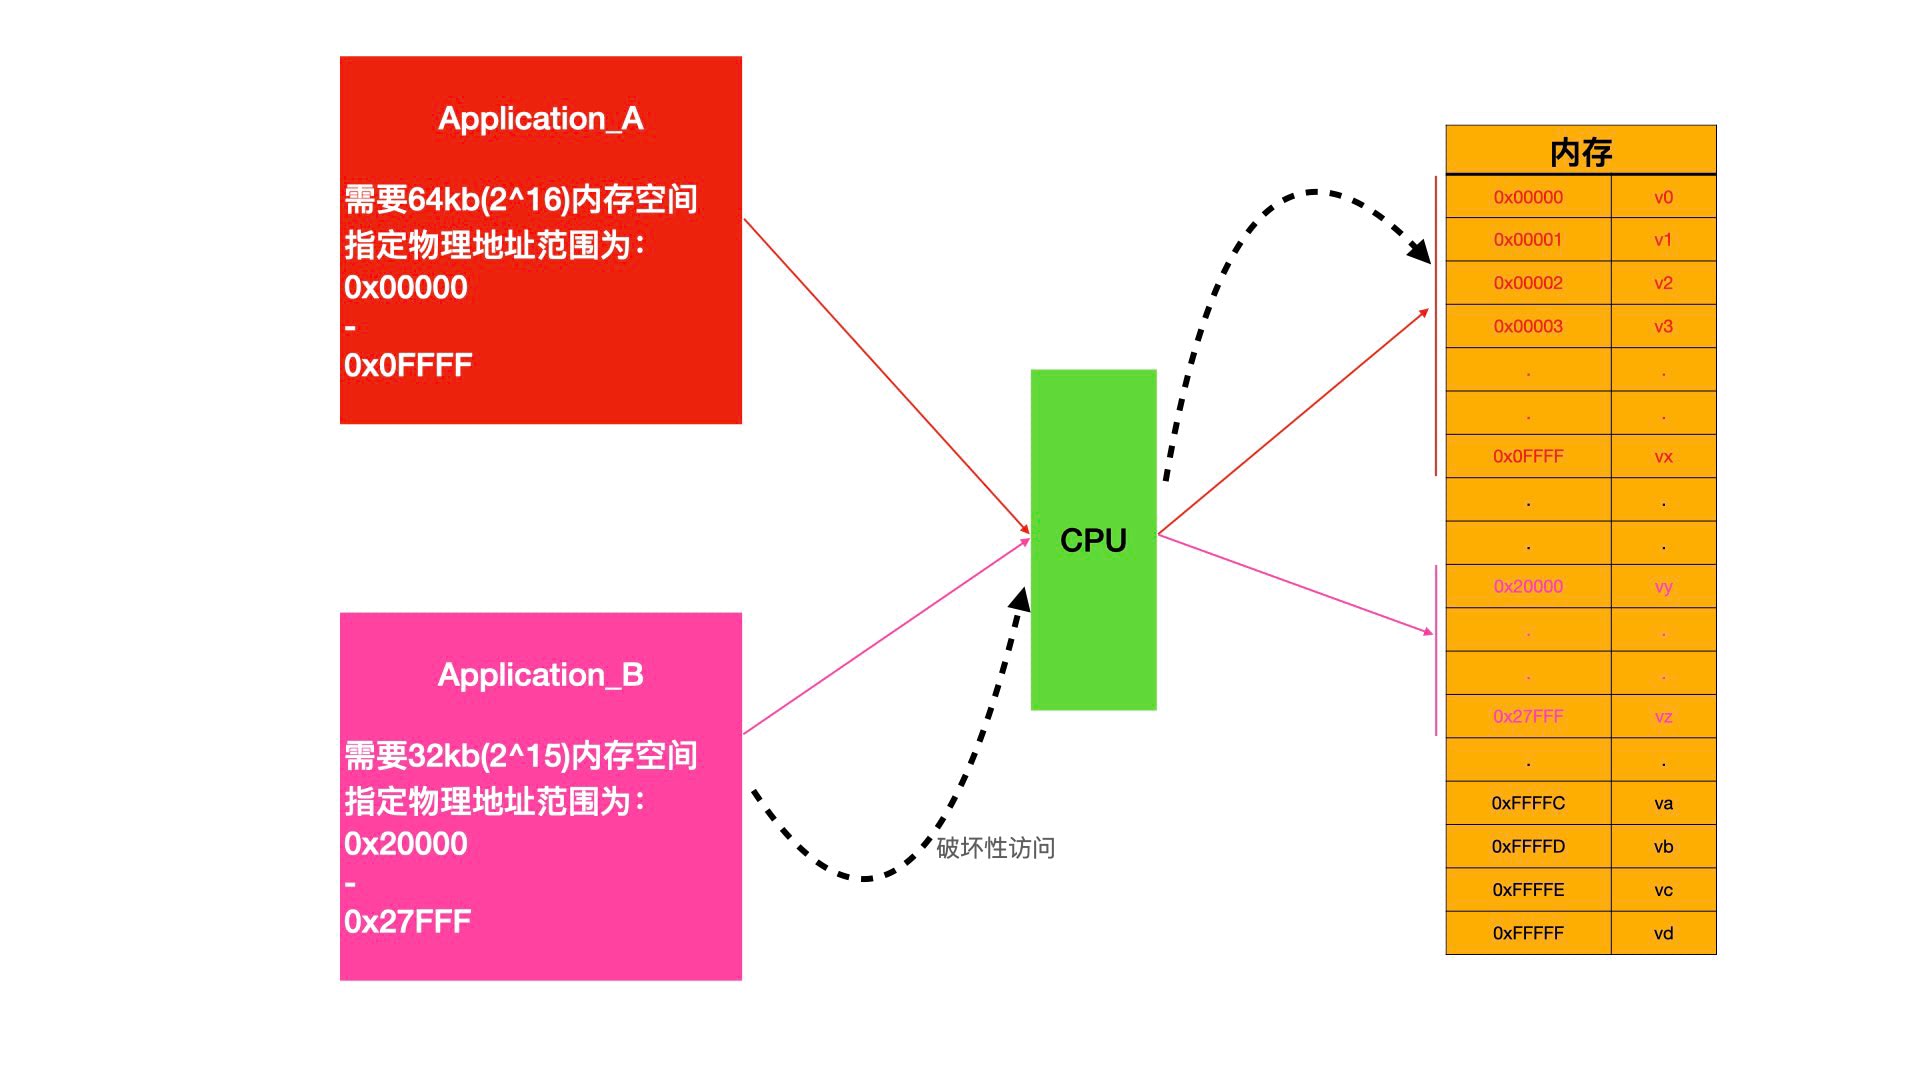 Application_A
需要64kb(2^16)内存空间
指定物理地址范围为：
0x00000
-
0x0FFFF
Application_B
需要32kb(2^15)内存空间
指定物理地址范围为：
0x20000
-
0x27FFF
CPU
破坏性访问
内存
0x00000 v0
0x00001 v1
0x00002 v2
0x00003 v3
. .
. .
0x0FFFF vx
. .
. .
0x20000 vy
. .
. .
0x27FFF vz
. .
0xFFFFC va
0xFFFFD vb
0xFFFFE vc
0xFFFFF vd